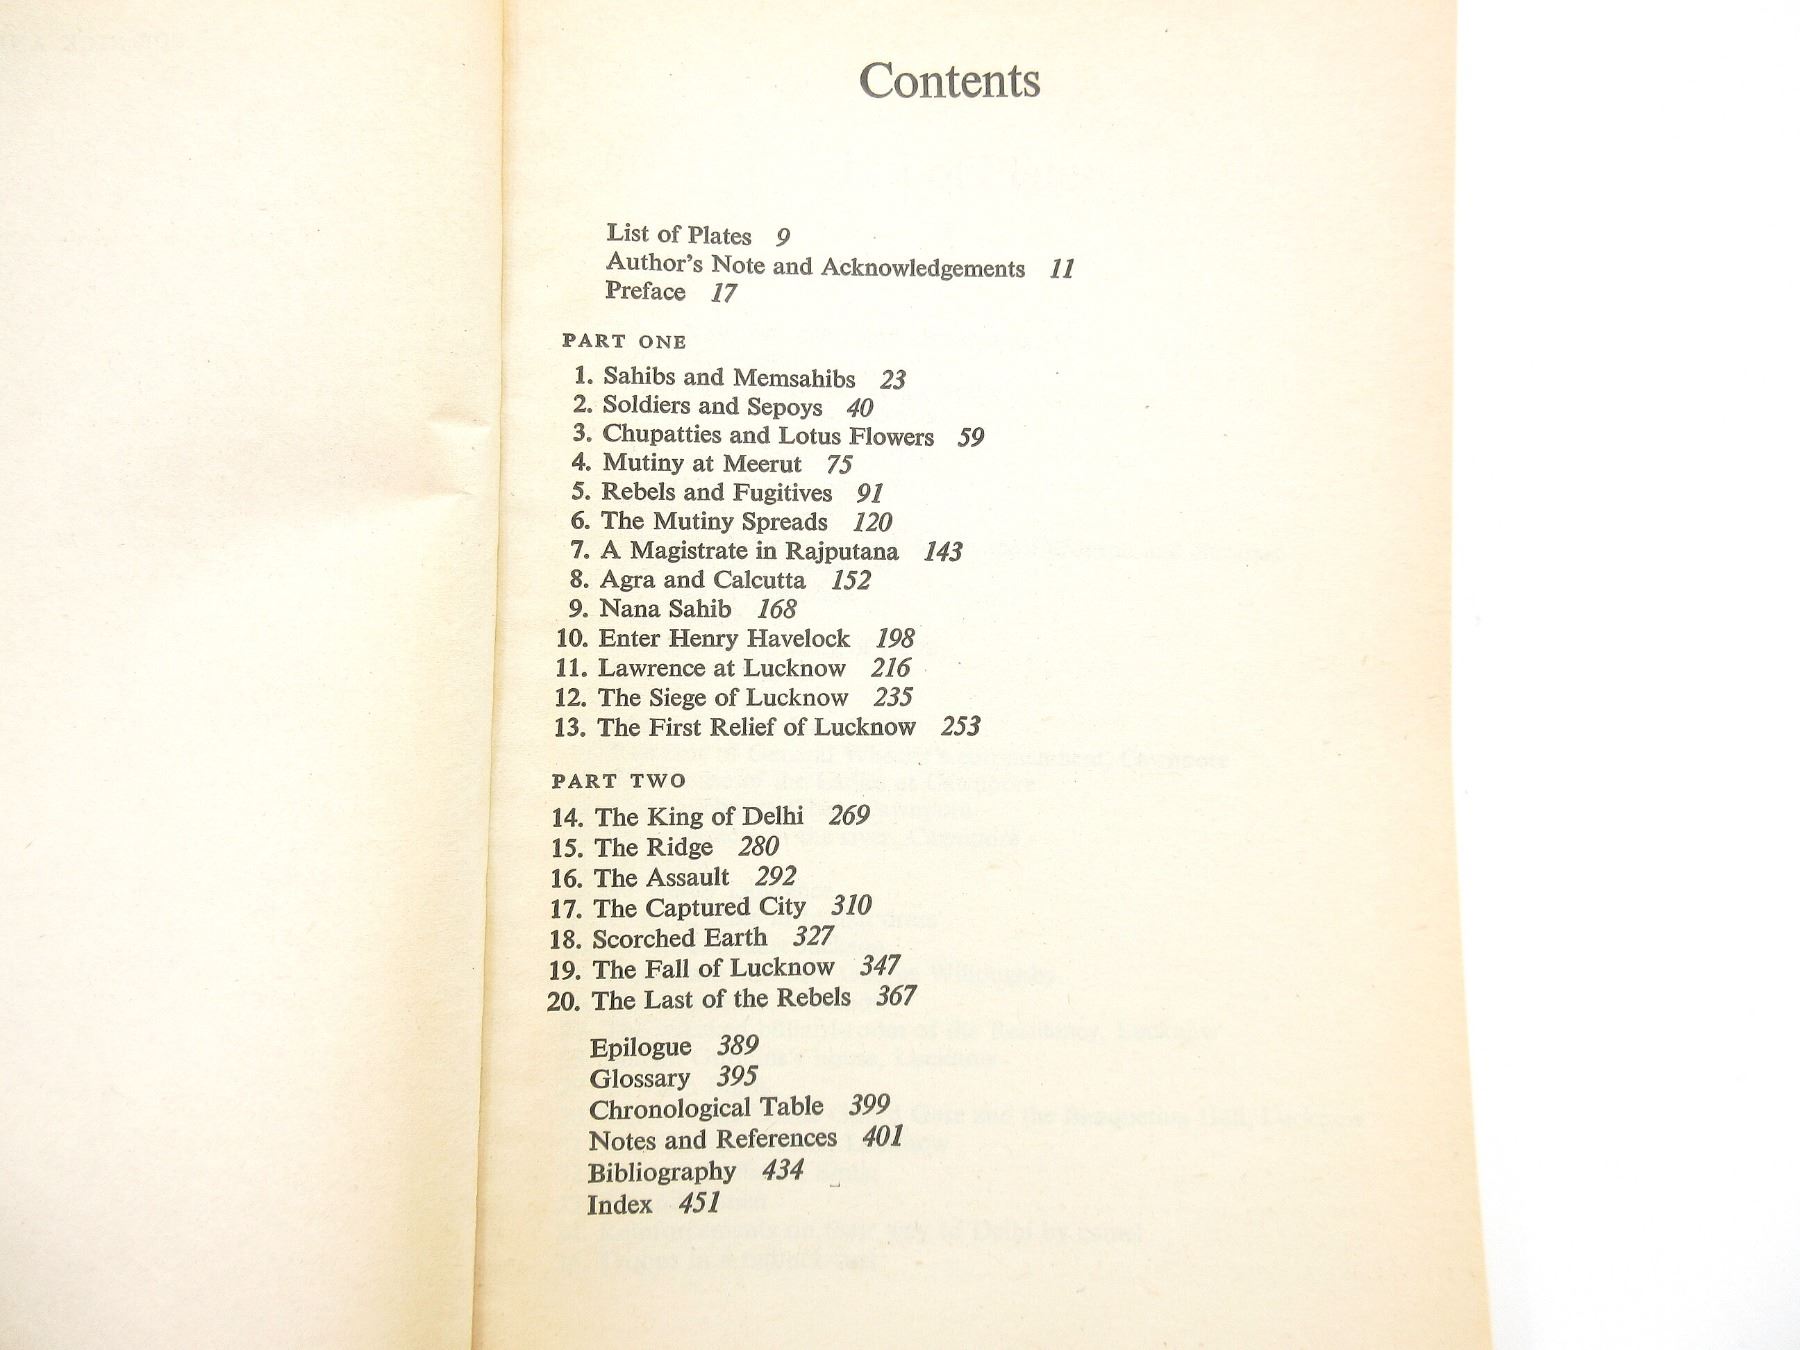 Contents
List of Plates 9
Author's Note and Acknowledgements 11
Preface 17
PART ONE
1. Sahibs and Memsahibs 23
2. Soldiers and Sepoys 40
3. Chupatties and Lotus Flowers 59
4. Mutiny at Meerut 75
5. Rebels and Fugitives 91
6. The Mutiny Spreads 120
7. A Magistrate in Rajputana 143
8. Agra and Calcutta 152
9. Nana Sahib 168
10. Enter Henry Havelock 198
11. Lawrence at Lucknow 216
12. The Siege of Lucknow 235
13. The First Relief of Lucknow 253
PART TWO
14. The King of Delhi 269
15. The Ridge 280
16. The Assault 292
17. The Captured City 310
18. Scorched Earth 327
19. The Fall of Lucknow 347
20. The Last of the Rebels 367
Epilogue 389
Glossary 395
Chronological Table 399
Notes and References 401
Bibliography 434
Index 451